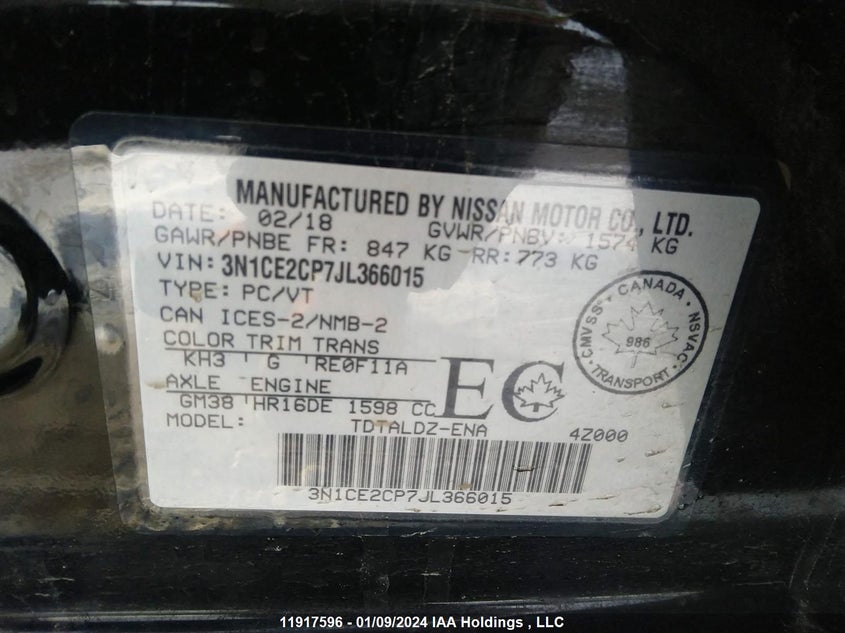 MANUFACTURED BY NISSAN MOTOR CO., LTD.
DATE: 02/18 GVWR/PNBV: 1574 KG
GAWR/PNBE FR: 847 KG RR: 773 KG
VIN: 3N1CE2CP7JL366015
TYPE: PC/VT
CAN ICES-2/NMB-2
COLOR TRIM TRANS
KH3 G RE0F11A
AXLE ENGINE
GM38 HR16DE 1598 CC
MODEL: TDTALDZ-ENA 4Z000
EC
CMVSS CANADA NSVAC
986
TRANSPORT
3N1CE2CP7JL366015
11917596 - 01/09/2024 IAA Holdings , LLC